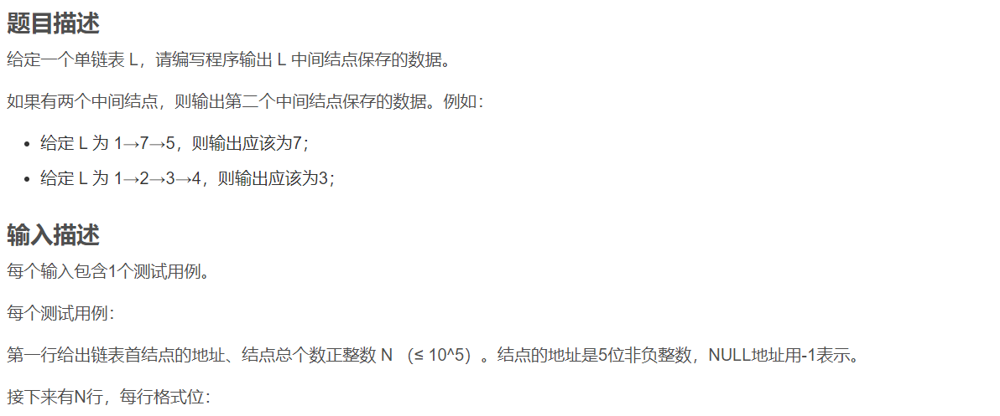 题目描述
给定一个单链表 L，请编写程序输出 L 中间结点保存的数据。
如果有两个中间结点，则输出第二个中间结点保存的数据。例如：
• 给定 L 为 1→7→5，则输出应该为7；
• 给定 L 为 1→2→3→4，则输出应该为3；
输入描述
每个输入包含1个测试用例。
每个测试用例：
第一行给出链表首结点的地址、结点总个数正整数 N （≤ 10^5）。结点的地址是5位非负整数，NULL地址用-1表示。
接下来有N行，每行格式位：